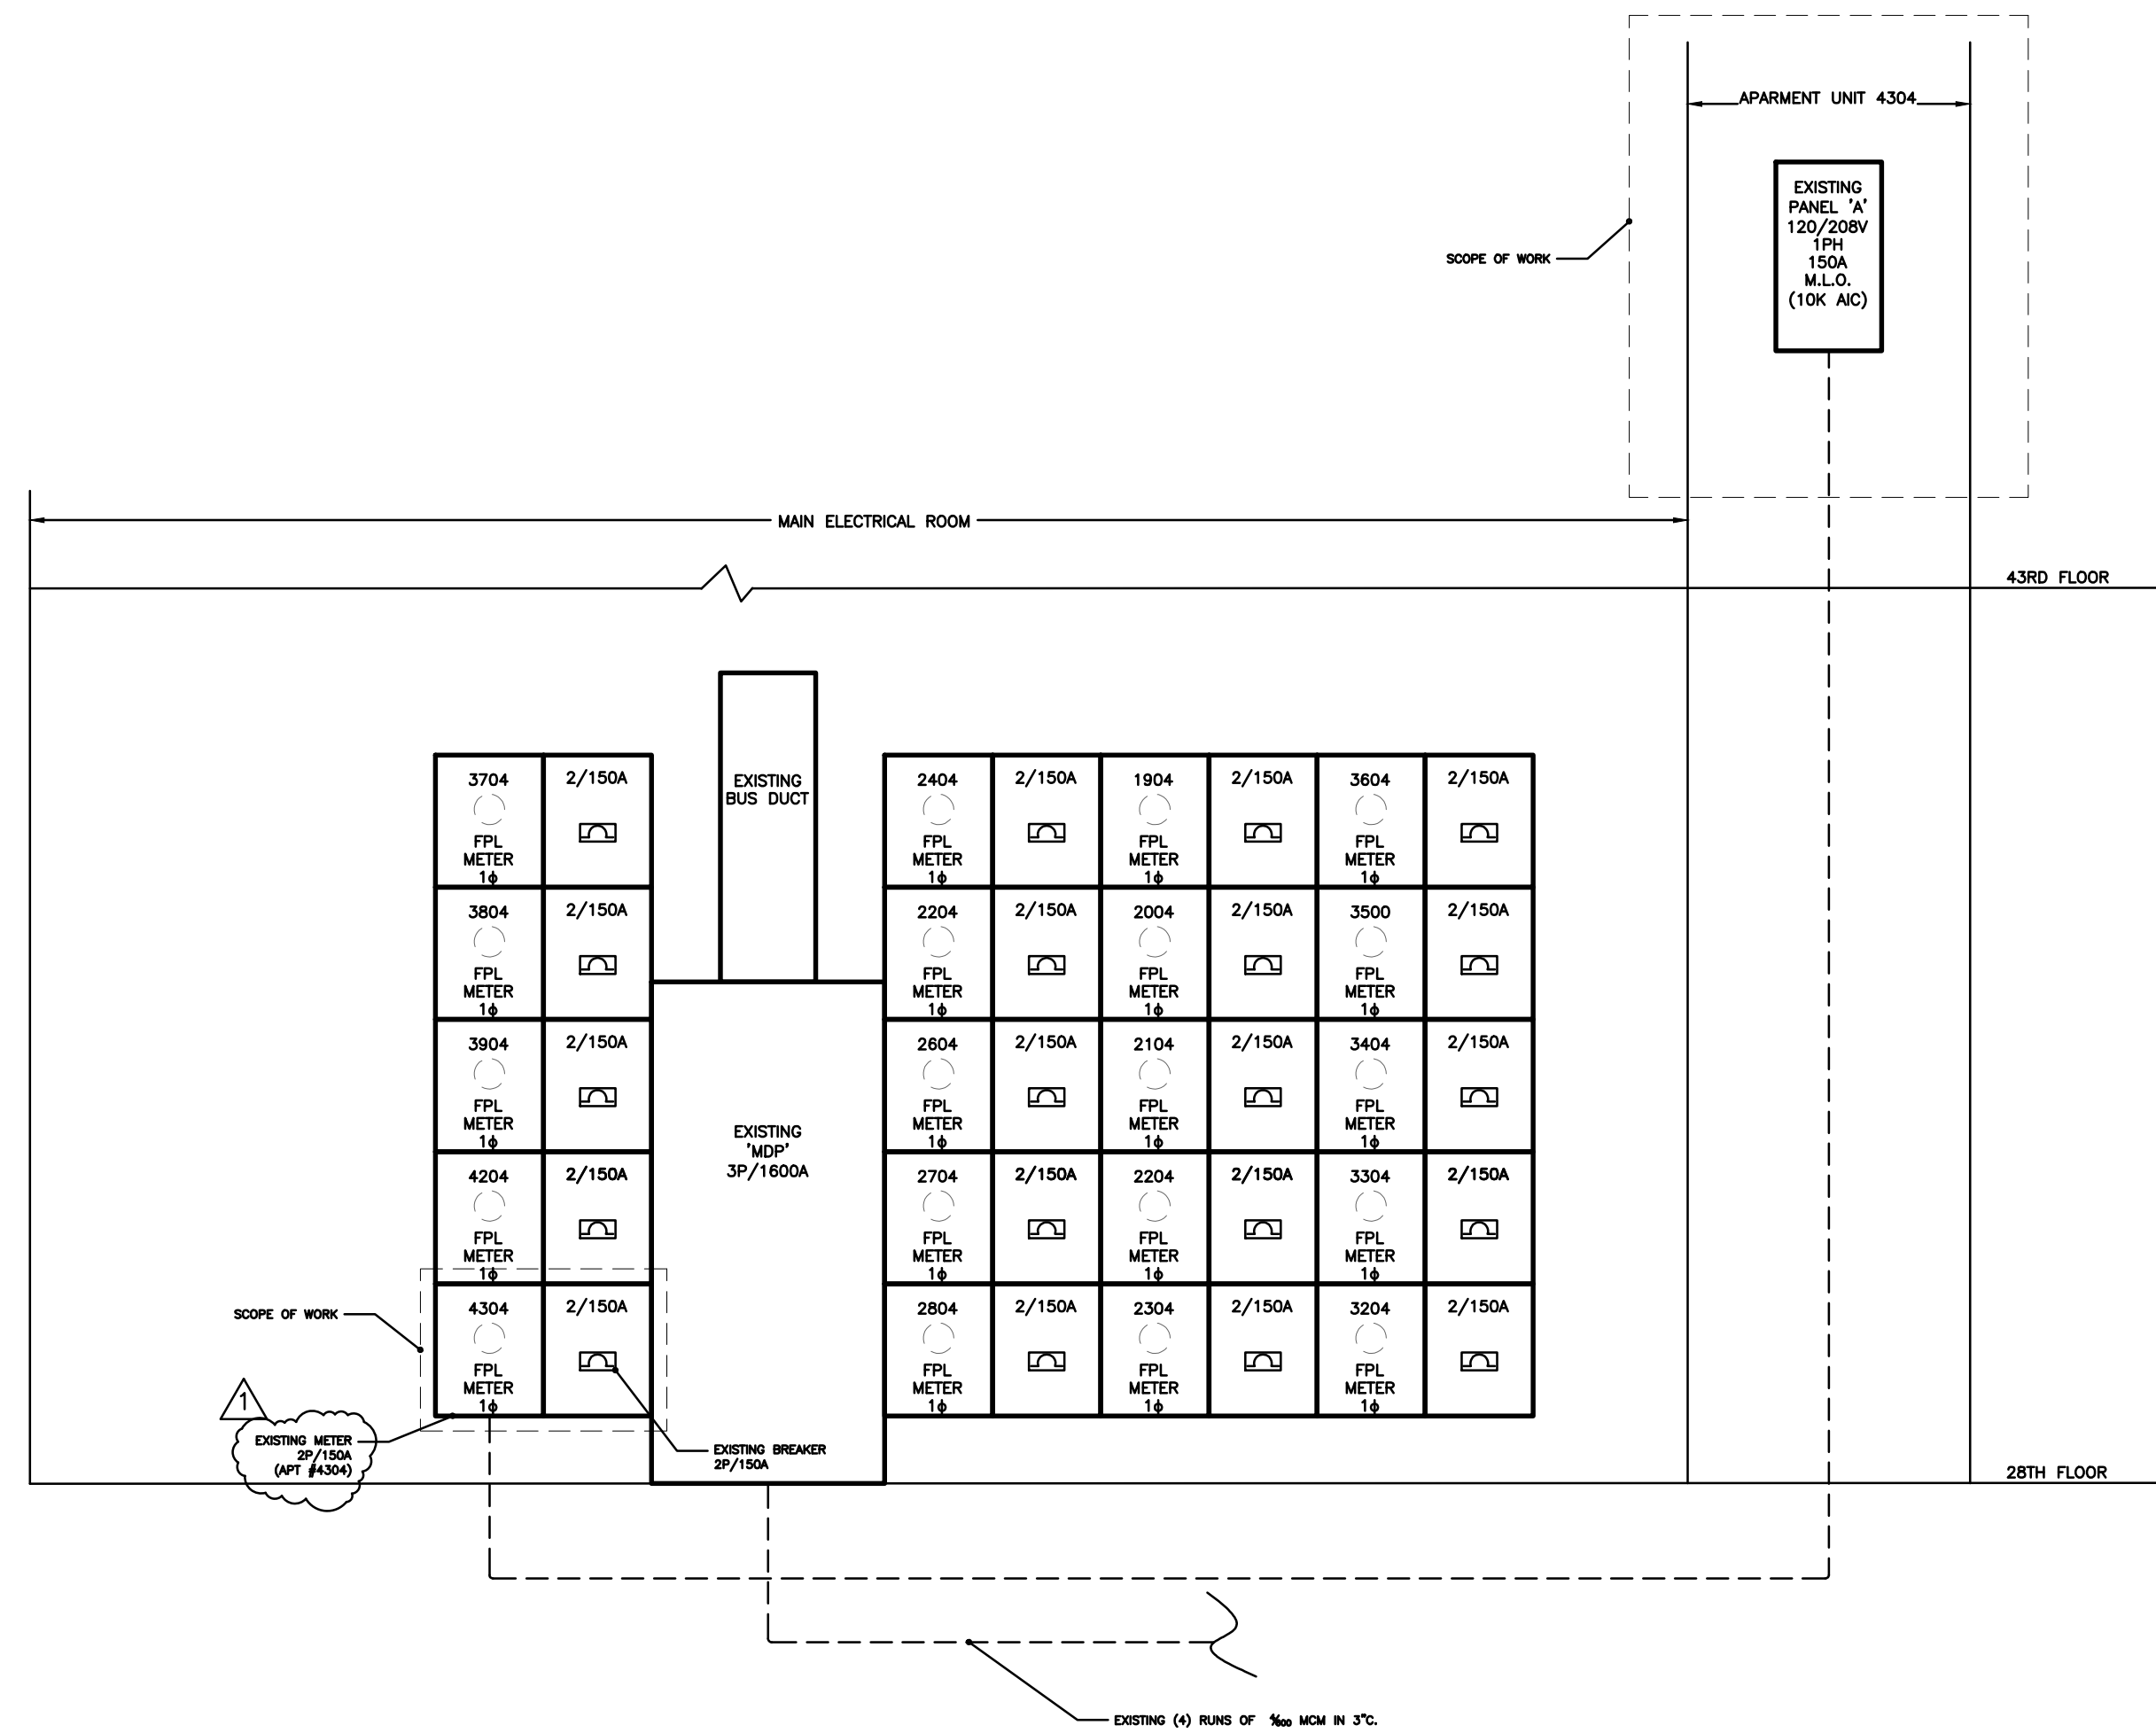 APARMENT UNIT 4304
EXISTING
PANEL 'A'
120/208V
1PH
150A
M.L.O.
(10K AIC)
SCOPE OF WORK
MAIN ELECTRICAL ROOM
43RD FLOOR
EXISTING
BUS DUCT
3704
FPL
METER
1ϕ
2/150A
2404
FPL
METER
1ϕ
2/150A
1904
FPL
METER
1ϕ
2/150A
3604
FPL
METER
1ϕ
2/150A
3804
FPL
METER
1ϕ
2/150A
2204
FPL
METER
1ϕ
2/150A
2004
FPL
METER
1ϕ
2/150A
3500
FPL
METER
1ϕ
2/150A
3904
FPL
METER
1ϕ
2/150A
2604
FPL
METER
1ϕ
2/150A
2104
FPL
METER
1ϕ
2/150A
3404
FPL
METER
1ϕ
2/150A
EXISTING
'MDP'
3P/1600A
4204
FPL
METER
1ϕ
2/150A
2704
FPL
METER
1ϕ
2/150A
2204
FPL
METER
1ϕ
2/150A
3304
FPL
METER
1ϕ
2/150A
SCOPE OF WORK
4304
FPL
METER
1ϕ
2/150A
2804
FPL
METER
1ϕ
2/150A
2304
FPL
METER
1ϕ
2/150A
3204
FPL
METER
1ϕ
2/150A
1
EXISTING METER
2P/150A
(APT #4304)
EXISTING BREAKER
2P/150A
28TH FLOOR
EXISTING (4) RUNS OF MCM IN 3"C.